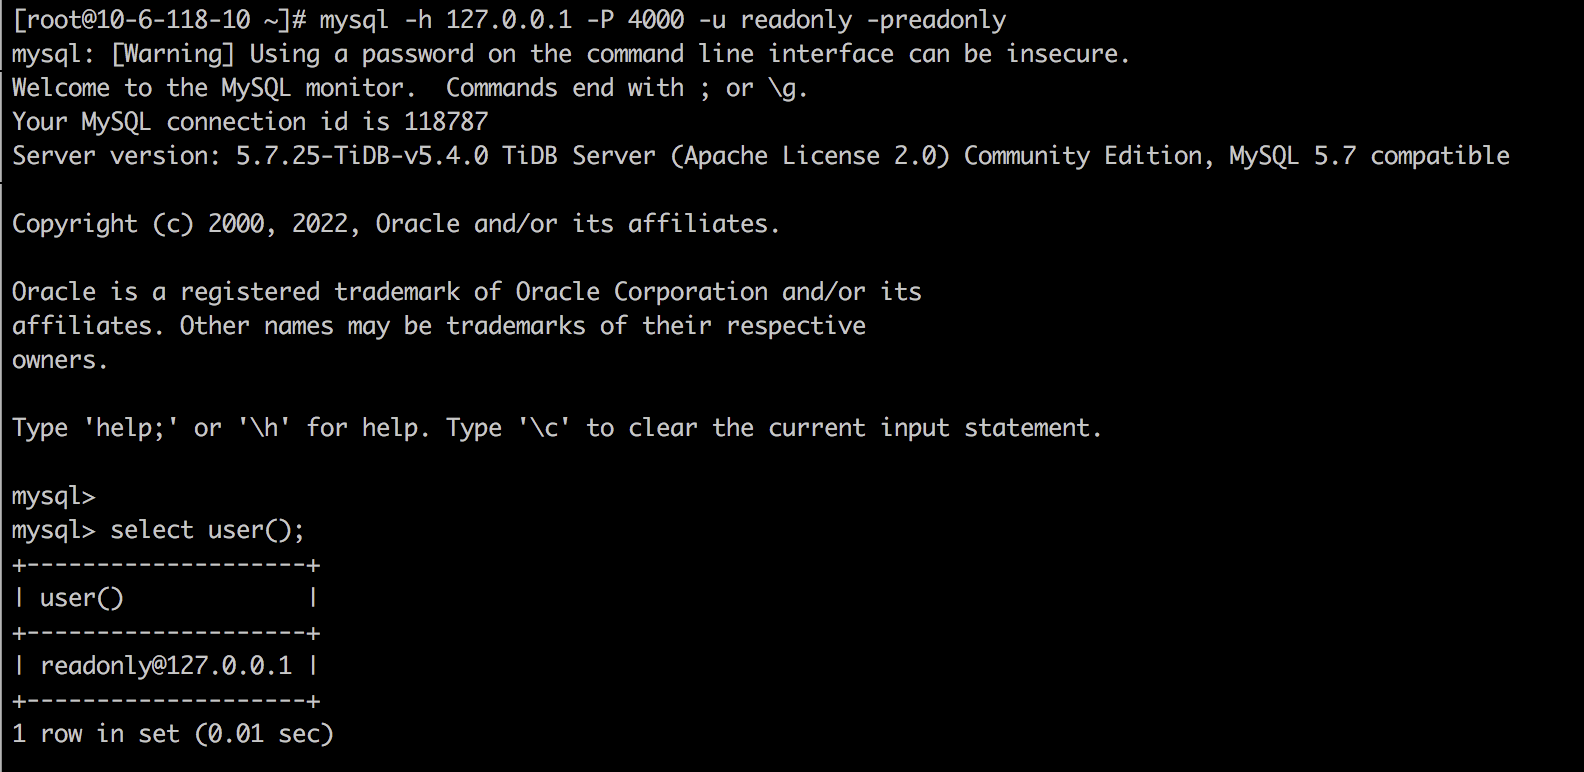 [root@10-6-118-10 ~]# mysql -h 127.0.0.1 -P 4000 -u readonly -preadonly
mysql: [Warning] Using a password on the command line interface can be insecure.
Welcome to the MySQL monitor.  Commands end with ; or \g.
Your MySQL connection id is 118787
Server version: 5.7.25-TiDB-v5.4.0 TiDB Server (Apache License 2.0) Community Edition, MySQL 5.7 compatible
Copyright (c) 2000, 2022, Oracle and/or its affiliates.
Oracle is a registered trademark of Oracle Corporation and/or its
affiliates. Other names may be trademarks of their respective
owners.
Type 'help;' or '\h' for help. Type '\c' to clear the current input statement.
mysql>
mysql> select user();
+--------------------+
| user()             |
+--------------------+
| readonly@127.0.0.1 |
+--------------------+
1 row in set (0.01 sec)